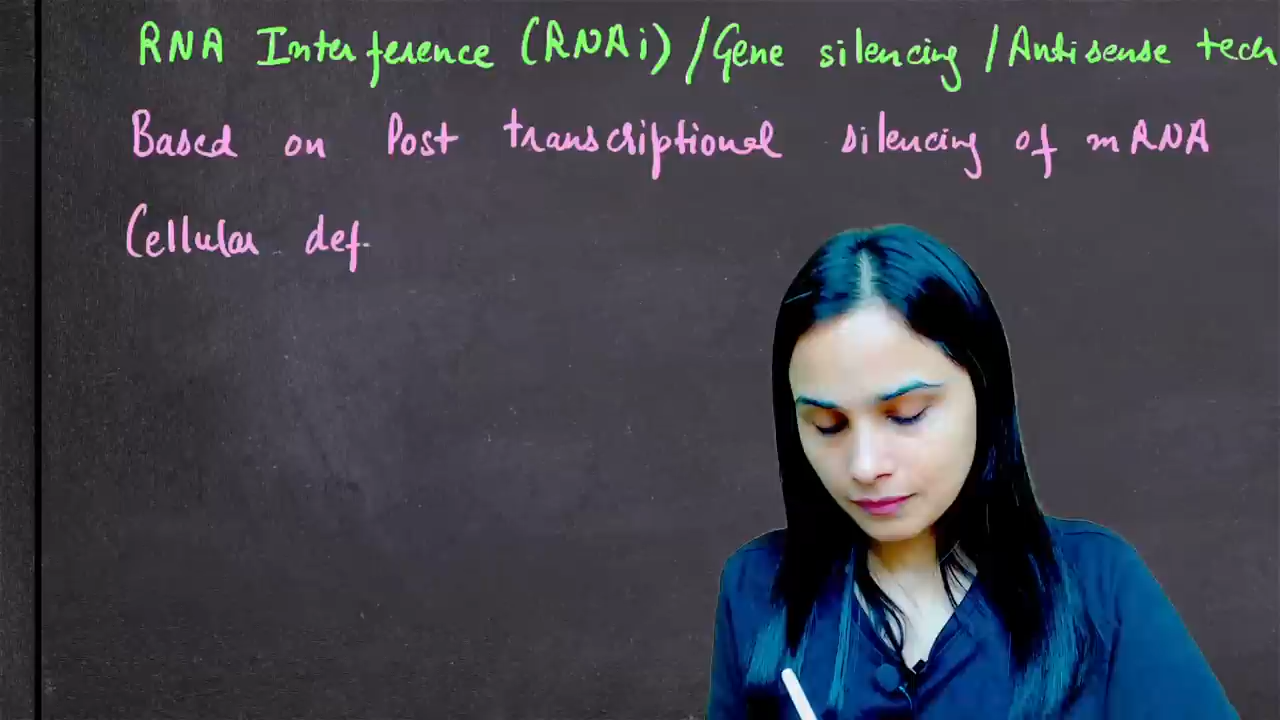 RNA Interference (RNAi) / Gene silencing / Antisense tech
Based on Post transcriptional silencing of mRNA
Cellular def